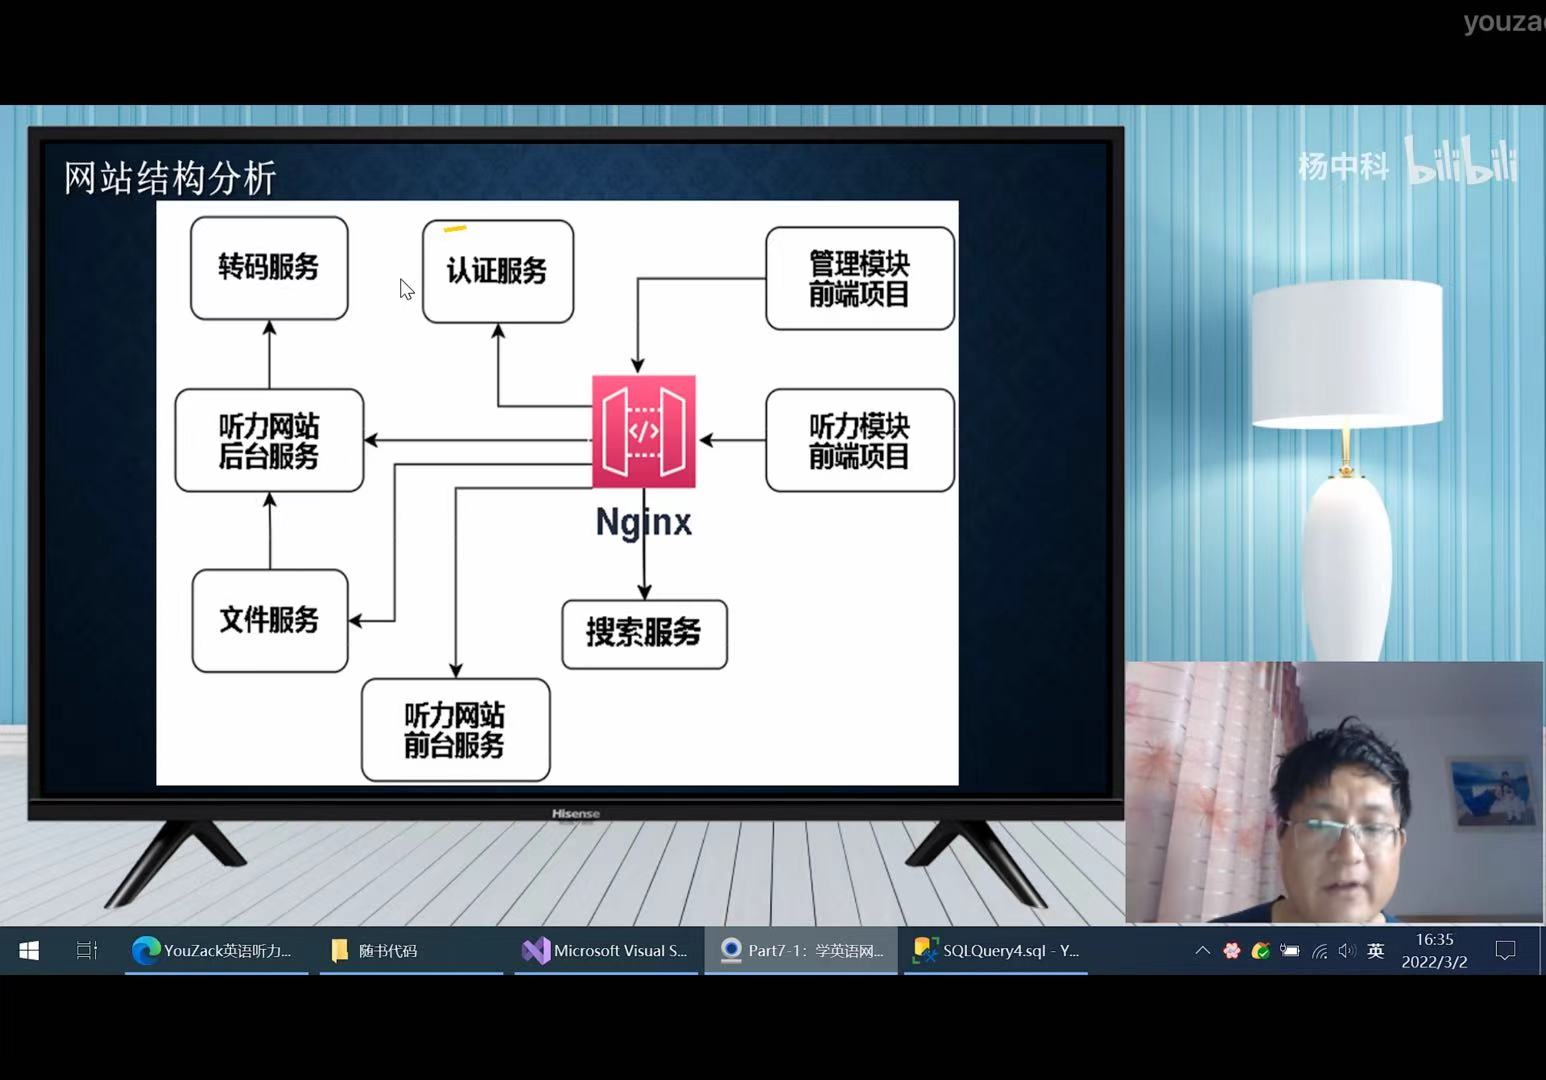 youzac
杨中科 bilibili
网站结构分析
转码服务
认证服务
管理模块
前端项目
听力网站
后台服务
听力模块
前端项目
Nginx
文件服务
搜索服务
听力网站
前台服务
Hisense
YouZack英语听力...
随书代码
Microsoft Visual S...
Part7-1：学英语网...
SQLQuery4.sql - Y...
英
16:35
2022/3/2